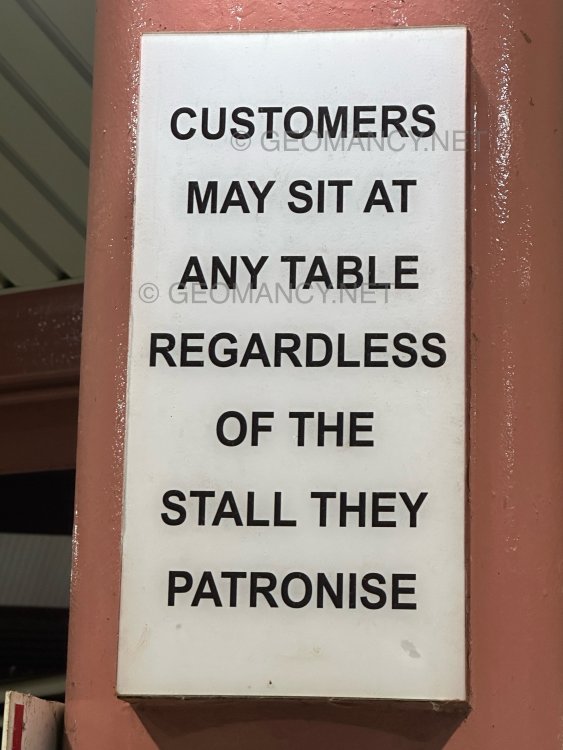 CUSTOMERS
© GEOMANCY.NET
MAY SIT AT
ANY TABLE
© GEOMANCY.NET
REGARDLESS
OF THE
STALL THEY
PATRONISE